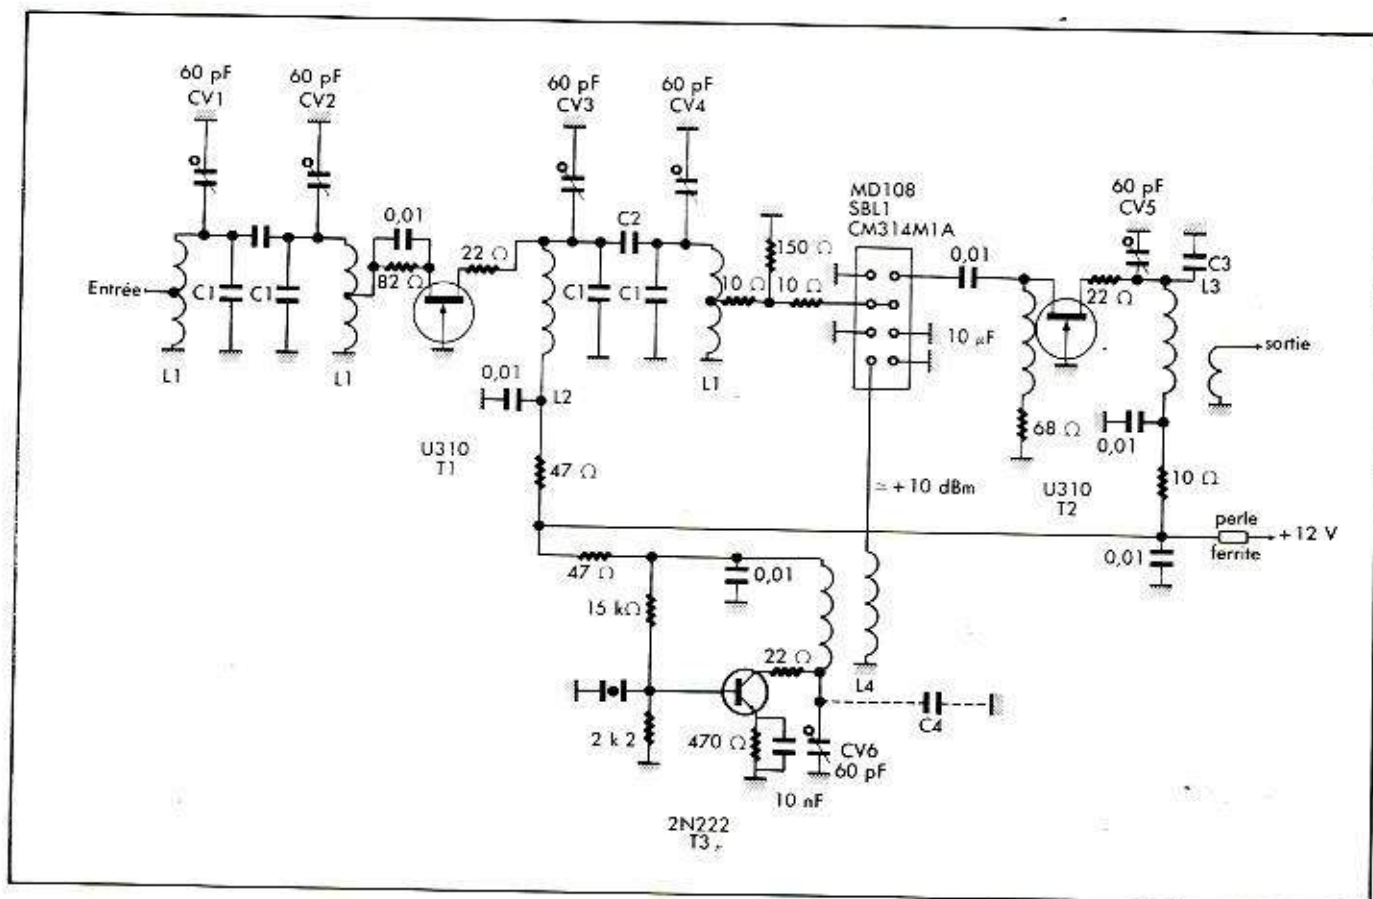 60 pF
CV1
60 pF
CV2
60 pF
CV3
60 pF
CV4
MD108
SBL1
CM314M1A
60 pF
CV5
0,01
C2
22 Ω
150 Ω
0,01
C3
L3
Entrée
C1
C1
82 Ω
C1
C1
10 Ω
10 Ω
22 Ω
10 µF
sortie
L1
L1
L1
0,01
L2
68 Ω
0,01
U310
T1
47 Ω
≃ +10 dBm
10 Ω
U310
T2
perle
ferrite
+ 12 V
0,01
47 Ω
0,01
15 kΩ
22 Ω
L4
C4
2 k 2
470 Ω
CV6
60 pF
10 nF
2N222
T3